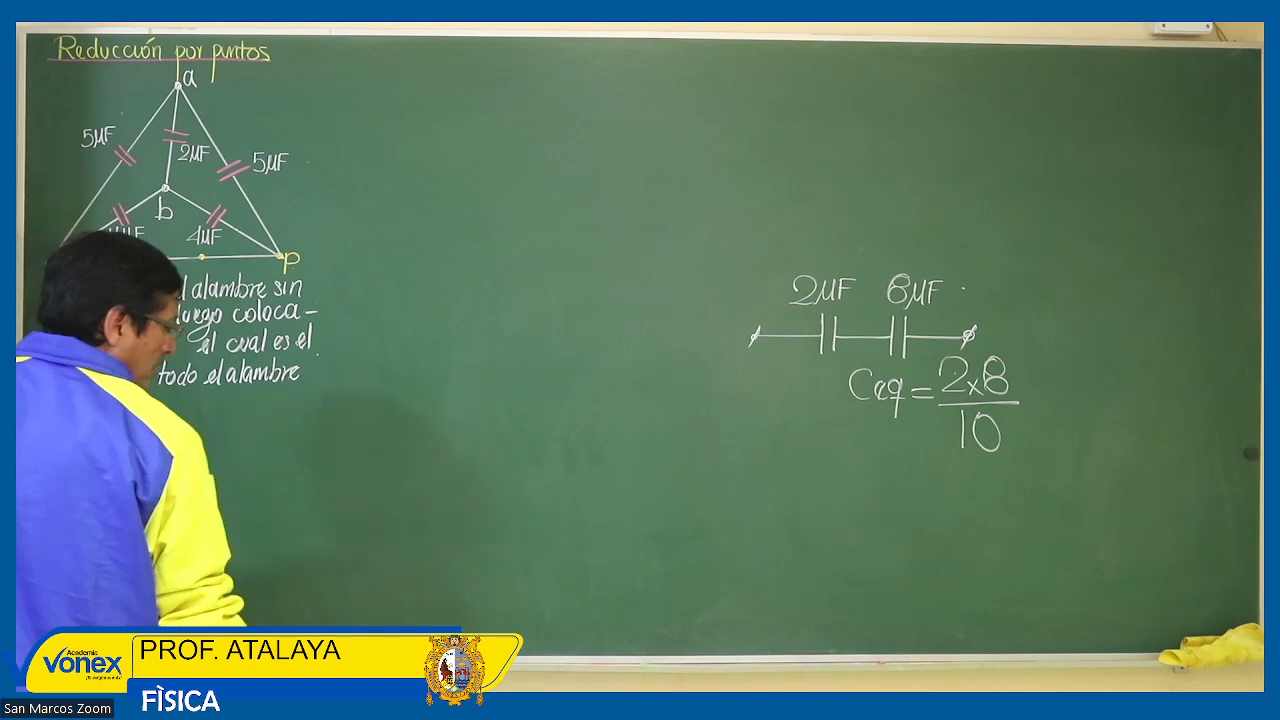 Reducción por puntos
a
5μF
2μF
5μF
b
4μF
P
alambre sin
luego coloca-
el cual es el
todo el alambre
2μF 8μF
Ceq = 2x8
10
Academia
vonex
PROF. ATALAYA
FÌSICA
San Marcos Zoom